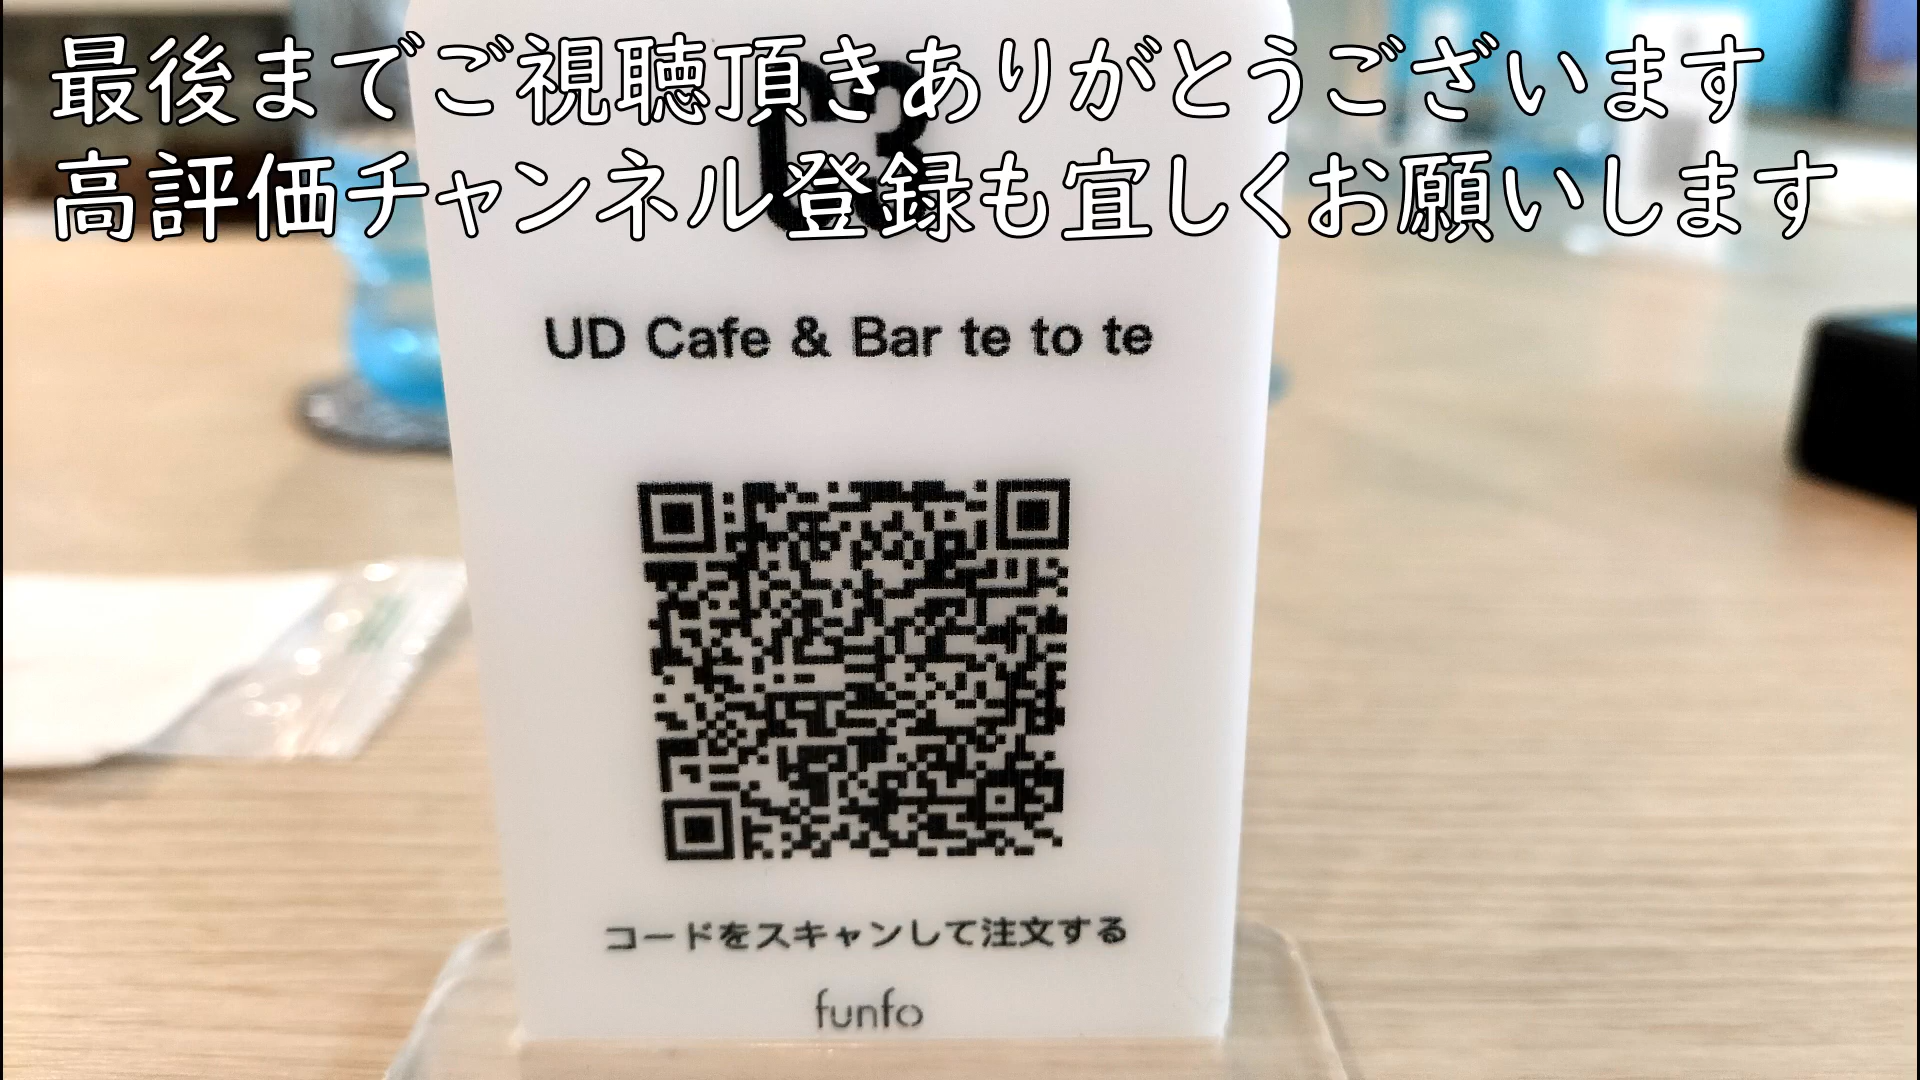 最後までご視聴頂きありがとうございます
高評価チャンネル登録も宜しくお願いします
UD Cafe & Bar te to te
コードをスキャンして注文する
funfo